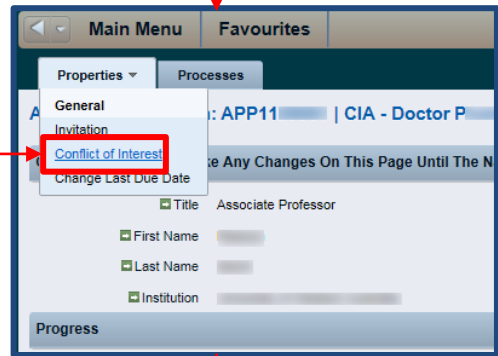 Main Menu Favourites
Properties Processes
General
A : APP11 | CIA - Doctor P
Invitation
Conflict of Interest
ke Any Changes On This Page Until The N
Change Last Due Date
Title Associate Professor
First Name
Last Name
Institution
Progress